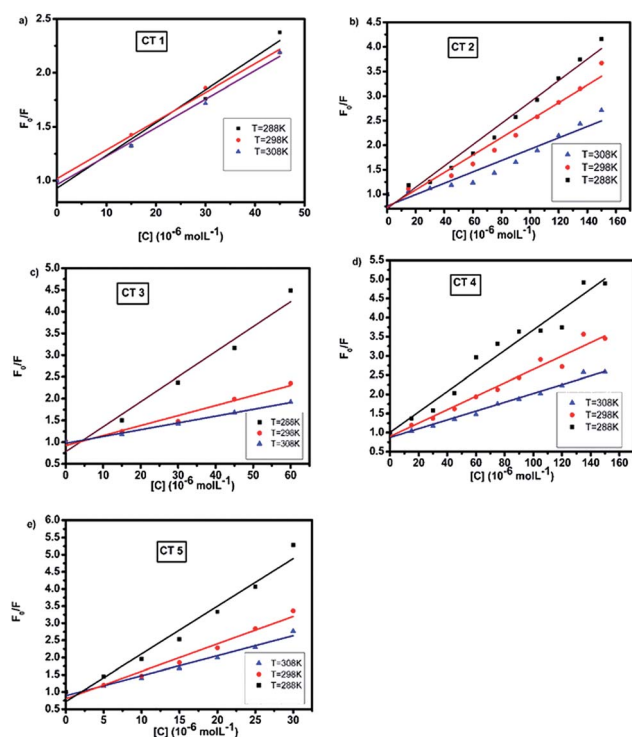 a)
CT 1
F₀/F
2.5
2.0
1.5
1.0
T=288K
T=298K
T=308K
0 10 20 30 40 50
[C] (10⁻⁶ molL⁻¹)
b)
CT 2
F₀/F
5.0
4.5
4.0
3.5
3.0
2.5
2.0
1.5
1.0
0.5
T=308K
T=298K
T=288K
0 20 40 60 80 100 120 140 160
[C] (10⁻⁶ molL⁻¹)
c)
CT 3
F₀/F
5.0
4.5
4.0
3.5
3.0
2.5
2.0
1.5
1.0
0.5
T=288K
T=298K
T=308K
0 10 20 30 40 50 60
[C] (10⁻⁶ molL⁻¹)
d)
CT 4
F₀/F
5.5
5.0
4.5
4.0
3.5
3.0
2.5
2.0
1.5
1.0
0.5
T=308K
T=298K
T=288K
0 20 40 60 80 100 120 140 160
[C] (10⁻⁶ molL⁻¹)
e)
CT 5
F₀/F
6.0
5.5
5.0
4.5
4.0
3.5
3.0
2.5
2.0
1.5
1.0
0.5
T=308K
T=298K
T=288K
0 5 10 15 20 25 30
[C] (10⁻⁶ molL⁻¹)